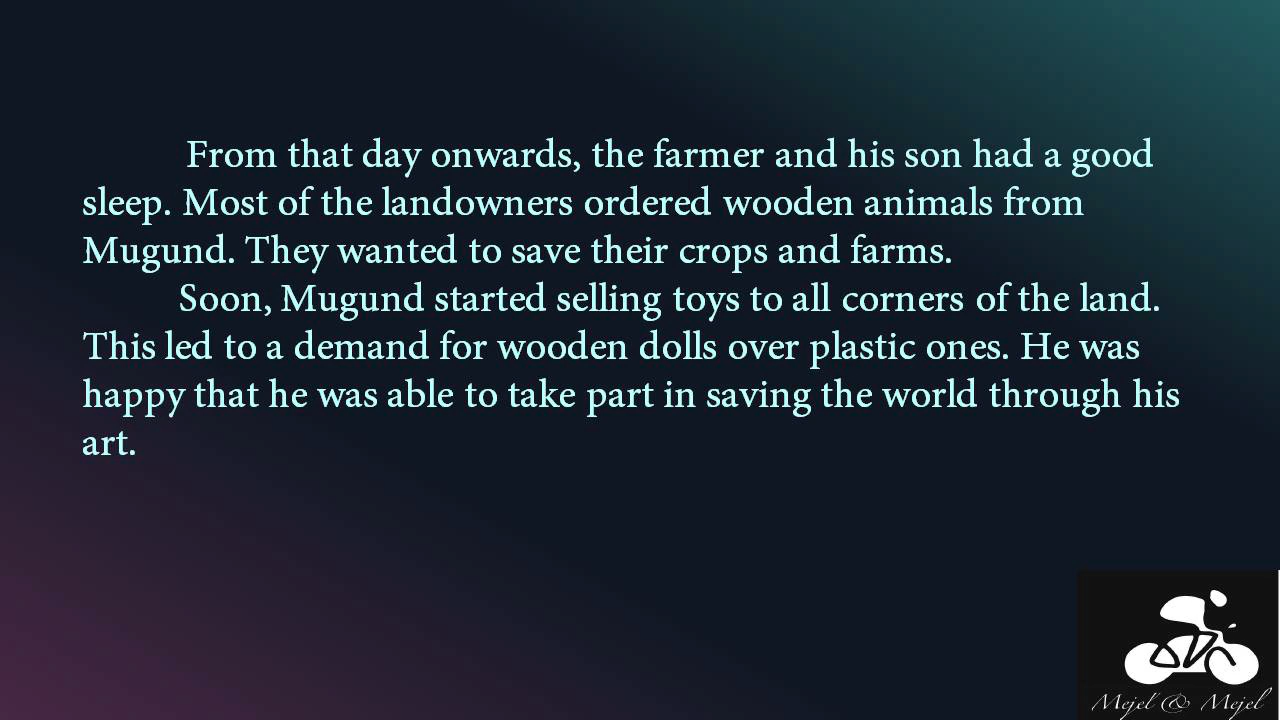 From that day onwards, the farmer and his son had a good
sleep. Most of the landowners ordered wooden animals from
Mugund. They wanted to save their crops and farms.
Soon, Mugund started selling toys to all corners of the land.
This led to a demand for wooden dolls over plastic ones. He was
happy that he was able to take part in saving the world through his
art.
Mejel & Mejel